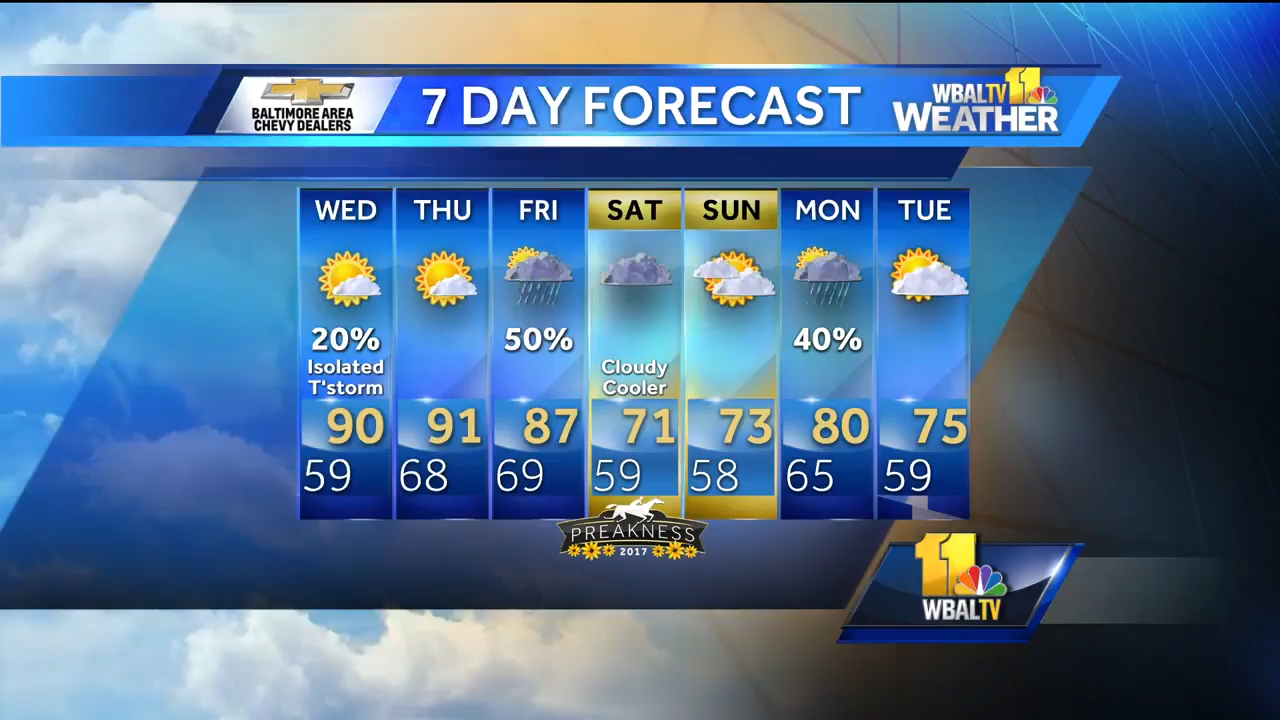 BALTIMORE AREA
CHEVY DEALERS
7 DAY FORECAST
WBALTV 11
WEATHER
WED THU FRI SAT SUN MON TUE
20% 50% 40%
Isolated
T'storm
Cloudy
Cooler
90 91 87 71 73 80 75
59 68 69 59 58 65 59
PREAKNESS
2017
11
WBALTV